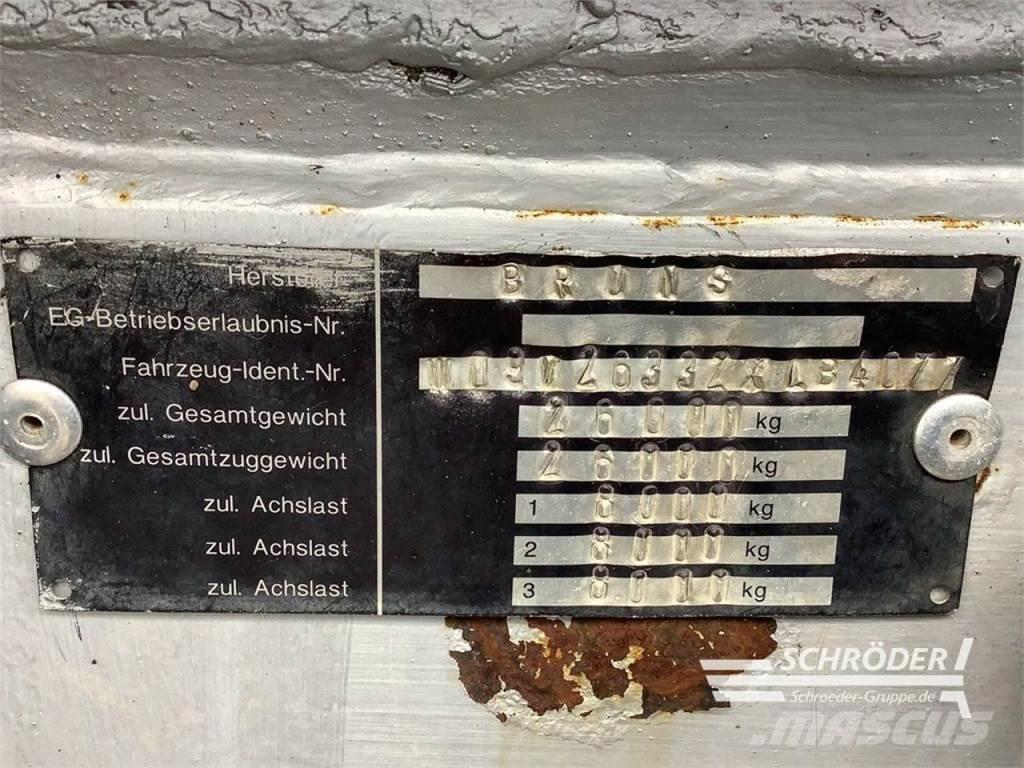 Hersteller BRUNS
EG-Betriebserlaubnis-Nr.
Fahrzeug-Ident.-Nr.
zul. Gesamtgewicht 26000 kg
zul. Gesamtzuggewicht 26000 kg
zul. Achslast 1 8000 kg
zul. Achslast 2 8000 kg
zul. Achslast 3 8000 kg
SCHRÖDER
Schroeder-Gruppe.de
mascus